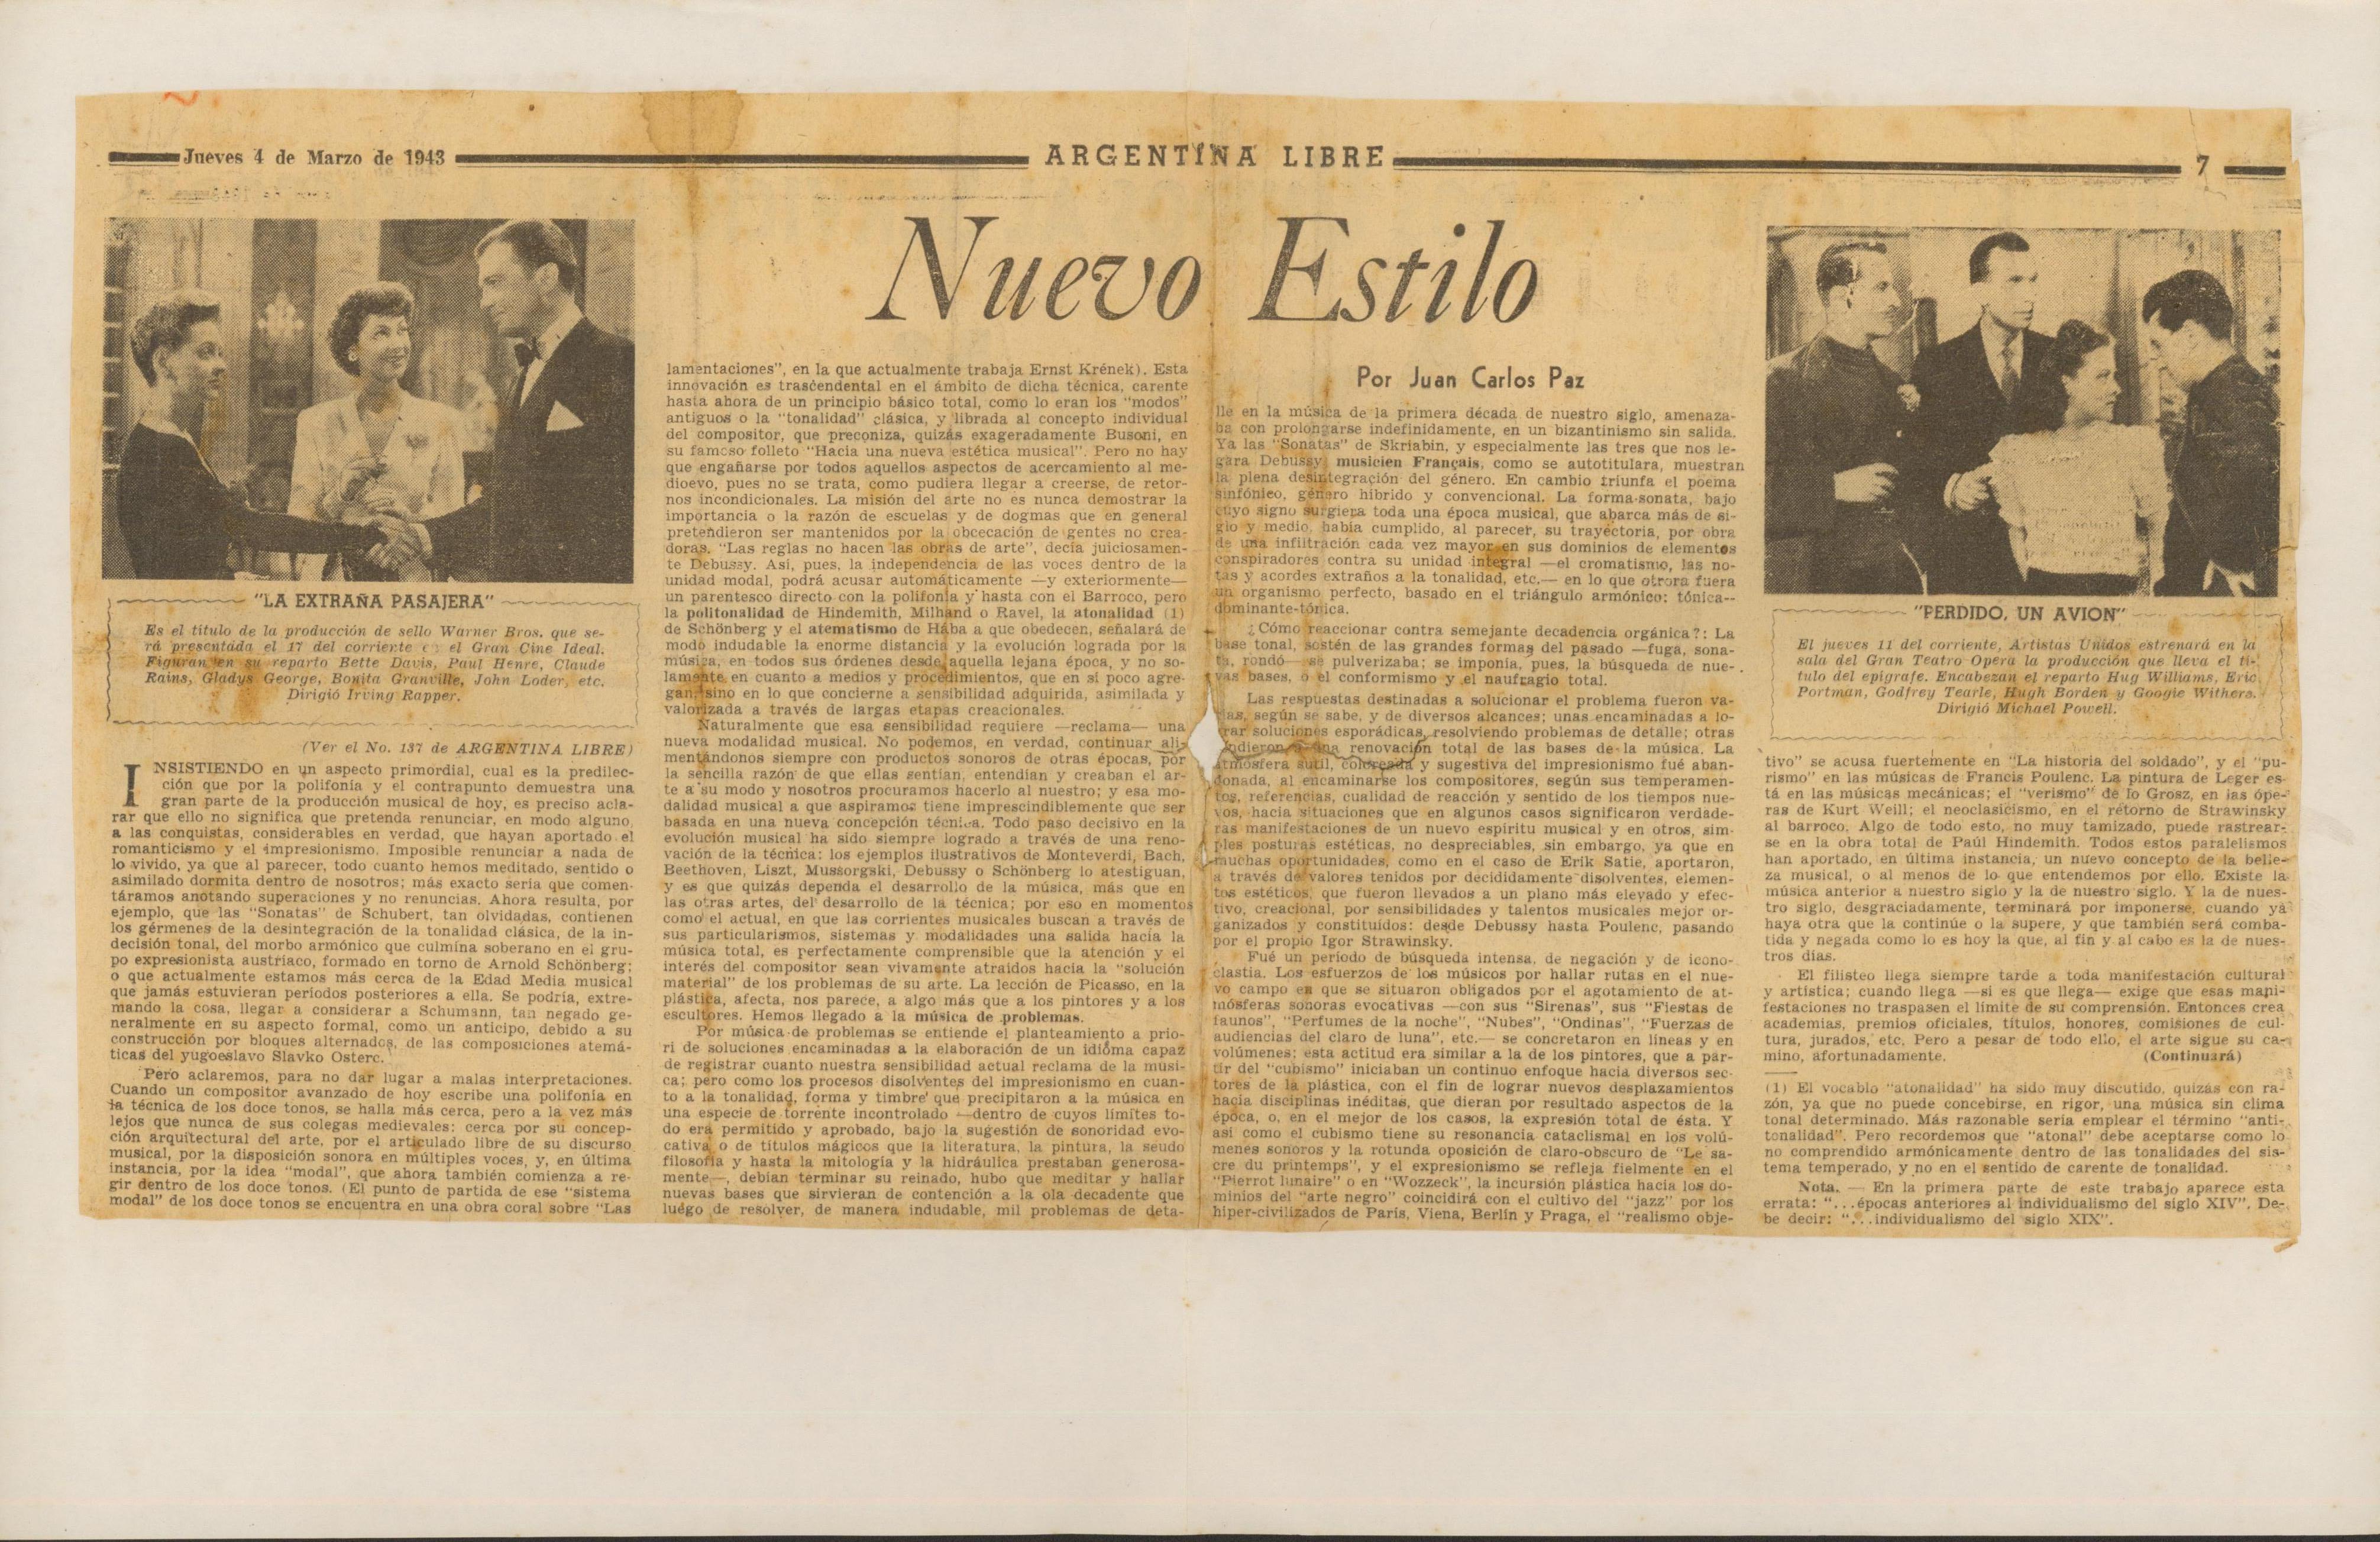 Jueves 4 de Marzo de 1943
ARGENTINA LIBRE
7
Nuevo Estilo
Por Juan Carlos Paz
"LA EXTRAÑA PASAJERA"
Es el título de la producción de sello Warner Bros. que se-
rá presentada el 17 del corriente el Gran Cine Ideal.
Figuran en su reparto Bette Davis, Paul Henre, Claude
Rains, Gladys George, Bonita Granville, John Loder, etc.
Dirigió Irving Rapper.
(Ver el No. 137 de ARGENTINA LIBRE)
INSISTIENDO en un aspecto primordial, cual es la predilec-
ción que por la polifonía y el contrapunto demuestra una
gran parte de la producción musical de hoy, es preciso acla-
rar que ello no significa que pretenda renunciar, en modo alguno,
a las conquistas, considerables en verdad, que hayan aportado el
romanticismo y el impresionismo. Imposible renunciar a nada de
lo vivido, ya que al parecer, todo cuanto hemos meditado, sentido o
asimilado dormita dentro de nosotros; más exacto sería que comen-
táramos anotando superaciones y no renuncias. Ahora resulta, por
ejemplo, que las "Sonatas" de Schubert, tan olvidadas, contienen
los gérmenes de la desintegración de la tonalidad clásica, de la in-
decisión tonal, del morbo armónico que culmina soberano en el gru-
po expresionista austríaco, formado en torno de Arnold Schönberg;
o que actualmente estamos más cerca de la Edad Media musical
que jamás estuvieran períodos posteriores a ella. Se podría, extre-
mando la cosa, llegar a considerar a Schumann, tan negado ge-
neralmente en su aspecto formal, como un anticipo, debido a su
construcción por bloques alternados, de las composiciones atemá-
ticas del yugoeslavo Slavko Osterc.
Pero aclaremos, para no dar lugar a malas interpretaciones.
Cuando un compositor avanzado de hoy escribe una polifonía en
la técnica de los doce tonos, se halla más cerca, pero a la vez más
lejos que nunca de sus colegas medievales: cerca por su concep-
ción arquitectural del arte, por el articulado libre de su discurso
musical, por la disposición sonora en múltiples voces, y, en última
instancia, por la idea "modal", que ahora también comienza a re-
gir dentro de los doce tonos. (El punto de partida de ese "sistema
modal" de los doce tonos se encuentra en una obra coral sobre "Las
lamentaciones", en la que actualmente trabaja Ernst Krének). Esta
innovación es trascendental en el ámbito de dicha técnica, carente
hasta ahora de un principio básico total, como lo eran los "modos"
antiguos o la "tonalidad" clásica, y librada al concepto individual
del compositor, que preconiza, quizás exageradamente Busoni, en
su famoso folleto "Hacia una nueva estética musical". Pero no hay
que engañarse por todos aquellos aspectos de acercamiento al me-
dioevo, pues no se trata, como pudiera llegar a creerse, de retor-
nos incondicionales. La misión del arte no es nunca demostrar la
importancia o la razón de escuelas y de dogmas que en general
pretendieron ser mantenidos por la obcecación de gentes no crea-
doras. "Las reglas no hacen las obras de arte", decía juiciosamen-
te Debussy. Así, pues, la independencia de las voces dentro de la
unidad modal, podrá acusar automáticamente —y exteriormente—
un parentesco directo con la polifonía y hasta con el Barroco, pero
la politonalidad de Hindemith, Milhand o Ravel, la atonalidad (1)
de Schönberg y el atematismo de Hába a que obedecen, señalará de
modo indudable la enorme distancia y la evolución lograda por la
música, en todos sus órdenes desde aquella lejana época, y no so-
lamente en cuanto a medios y procedimientos, que en sí poco agre-
gan, sino en lo que concierne a sensibilidad adquirida, asimilada y
valorizada a través de largas etapas creacionales.
Naturalmente que esa sensibilidad requiere —reclama— una
nueva modalidad musical. No podemos, en verdad, continuar ali-
mentándonos siempre con productos sonoros de otras épocas, por
la sencilla razón de que ellas sentían, entendían y creaban el ar-
te a su modo y nosotros procuramos hacerlo al nuestro; y esa mo-
dalidad musical a que aspiramos tiene imprescindiblemente que ser
basada en una nueva concepción técnica. Todo paso decisivo en la
evolución musical ha sido siempre logrado a través de una reno-
vación de la técnica: los ejemplos ilustrativos de Monteverdi, Bach,
Beethoven, Liszt, Mussorgski, Debussy o Schönberg lo atestiguan,
y es que quizás dependa el desarrollo de la música, más que en
las otras artes, del desarrollo de la técnica; por eso en momentos
como el actual, en que las corrientes musicales buscan a través de
sus particularismos, sistemas y modalidades una salida hacia la
música total, es perfectamente comprensible que la atención y el
interés del compositor sean vivamente atraídos hacia la "solución
material" de los problemas de su arte. La lección de Picasso, en la
plástica, afecta, nos parece, a algo más que a los pintores y a los
escultores. Hemos llegado a la música de problemas.
Por música de problemas se entiende el planteamiento a prio-
ri de soluciones encaminadas a la elaboración de un idioma capaz
de registrar cuanto nuestra sensibilidad actual reclama de la músi-
ca; pero como los procesos disolventes del impresionismo en cuan-
to a la tonalidad, forma y timbre que precipitaron a la música en
una especie de torrente incontrolado —dentro de cuyos límites to-
do era permitido y aprobado, bajo la sugestión de sonoridad evo-
cativa o de títulos mágicos que la literatura, la pintura, la seudo
filosofía y hasta la mitología y la hidráulica prestaban generosa-
mente—, debían terminar su reinado, hubo que meditar y hallar
nuevas bases que sirvieran de contención a la ola decadente que
luégo de resolver, de manera indudable, mil problemas de deta-
lle en la música de la primera década de nuestro siglo, amenaza-
ba con prolongarse indefinidamente, en un bizantinismo sin salida.
Ya las "Sonatas" de Skriabin, y especialmente las tres que nos le-
gara Debussy, musicien Français, como se autotitulara, muestran
la plena desintegración del género. En cambio triunfa el poema
sinfónico, género híbrido y convencional. La forma-sonata, bajo
cuyo signo surgiera toda una época musical, que abarca más de si-
glo y medio, había cumplido, al parecer, su trayectoria, por obra
de una infiltración cada vez mayor en sus dominios de elementos
conspiradores contra su unidad integral —el cromatismo, las no-
tas y acordes extraños a la tonalidad, etc.— en lo que otrora fuera
un organismo perfecto, basado en el triángulo armónico: tónica--
dominante-tónica.
¿Cómo reaccionar contra semejante decadencia orgánica?: La
base tonal, sostén de las grandes formas del pasado —fuga, sona-
ta, rondó— se pulverizaba; se imponía, pues, la búsqueda de nue-
vas bases, o el conformismo y el naufragio total.
Las respuestas destinadas a solucionar el problema fueron va-
rias, según se sabe, y de diversos alcances; unas encaminadas a lo-
grar soluciones esporádicas, resolviendo problemas de detalle; otras
tendieron a una renovación total de las bases de la música. La
atmósfera sutil, coloreada y sugestiva del impresionismo fué aban-
donada, al encaminarse los compositores, según sus temperamen-
tos, referencias, cualidad de reacción y sentido de los tiempos nue-
vos, hacia situaciones que en algunos casos significaron verdade-
ras manifestaciones de un nuevo espíritu musical y en otros, sim-
ples posturas estéticas, no despreciables, sin embargo, ya que en
muchas oportunidades, como en el caso de Erik Satie, aportaron,
a través de valores tenidos por decididamente disolventes, elemen-
tos estéticos, que fueron llevados a un plano más elevado y efec-
tivo, creacional, por sensibilidades y talentos musicales mejor or-
ganizados y constituidos: desde Debussy hasta Poulenc, pasando
por el propio Igor Strawinsky.
Fué un período de búsqueda intensa, de negación y de icono-
clastia. Los esfuerzos de los músicos por hallar rutas en el nue-
vo campo en que se situaron obligados por el agotamiento de at-
mósferas sonoras evocativas —con sus "Sirenas", sus "Fiestas de
faunos", "Perfumes de la noche", "Nubes", "Ondinas", "Fuerzas de
audiencias del claro de luna", etc.— se concretaron en líneas y en
volúmenes; esta actitud era similar a la de los pintores, que a par-
tir del "cubismo" iniciaban un continuo enfoque hacia diversos sec-
tores de la plástica, con el fin de lograr nuevos desplazamientos
hacia disciplinas inéditas, que dieran por resultado aspectos de la
época, o, en el mejor de los casos, la expresión total de ésta. Y
así como el cubismo tiene su resonancia cataclismal en los volú-
menes sonoros y la rotunda oposición de claro-obscuro de "Le sa-
cre du printemps", y el expresionismo se refleja fielmente en el
"Pierrot lunaire" o en "Wozzeck", la incursión plástica hacia los do-
minios del "arte negro" coincidirá con el cultivo del "jazz" por los
hiper-civilizados de París, Viena, Berlín y Praga, el "realismo obje-
"PERDIDO, UN AVION"
El jueves 11 del corriente, Artistas Unidos estrenará en la
sala del Gran Teatro Opera la producción que lleva el tí-
tulo del epígrafe. Encabezan el reparto Hug Williams, Eric
Portman, Godfrey Tearle, Hugh Borden y Googie Withers.
Dirigió Michael Powell.
tivo" se acusa fuertemente en "La historia del soldado", y el "pu-
rismo" en las músicas de Francis Poulenc. La pintura de Leger es-
tá en las músicas mecánicas; el "verismo" de Io Grosz, en las ópe-
ras de Kurt Weill; el neoclasicismo, en el retorno de Strawinsky
al barroco. Algo de todo esto, no muy tamizado, puede rastrear-
se en la obra total de Paúl Hindemith. Todos estos paralelismos
han aportado, en última instancia, un nuevo concepto de la belle-
za musical, o al menos de lo que entendemos por ello. Existe la
música anterior a nuestro siglo y la de nuestro siglo. Y la de nues-
tro siglo, desgraciadamente, terminará por imponerse, cuando ya
haya otra que la continúe o la supere, y que también será comba-
tida y negada como lo es hoy la que, al fin y al cabo es la de nues-
tros días.
El filisteo llega siempre tarde a toda manifestación cultural
y artística; cuando llega —si es que llega— exige que esas mani-
festaciones no traspasen el límite de su comprensión. Entonces crea
academias, premios oficiales, títulos, honores, comisiones de cul-
tura, jurados, etc. Pero a pesar de todo ello, el arte sigue su ca-
mino, afortunadamente. (Continuará)
(1) El vocablo "atonalidad" ha sido muy discutido, quizás con ra-
zón, ya que no puede concebirse, en rigor, una música sin clima
tonal determinado. Más razonable sería emplear el término "anti-
tonalidad". Pero recordemos que "atonal" debe aceptarse como lo
no comprendido armónicamente dentro de las tonalidades del sis-
tema temperado, y no en el sentido de carente de tonalidad.
Nota. — En la primera parte de este trabajo aparece esta
errata: "...épocas anteriores al individualismo del siglo XIV". De-
be decir: "...individualismo del siglo XIX".